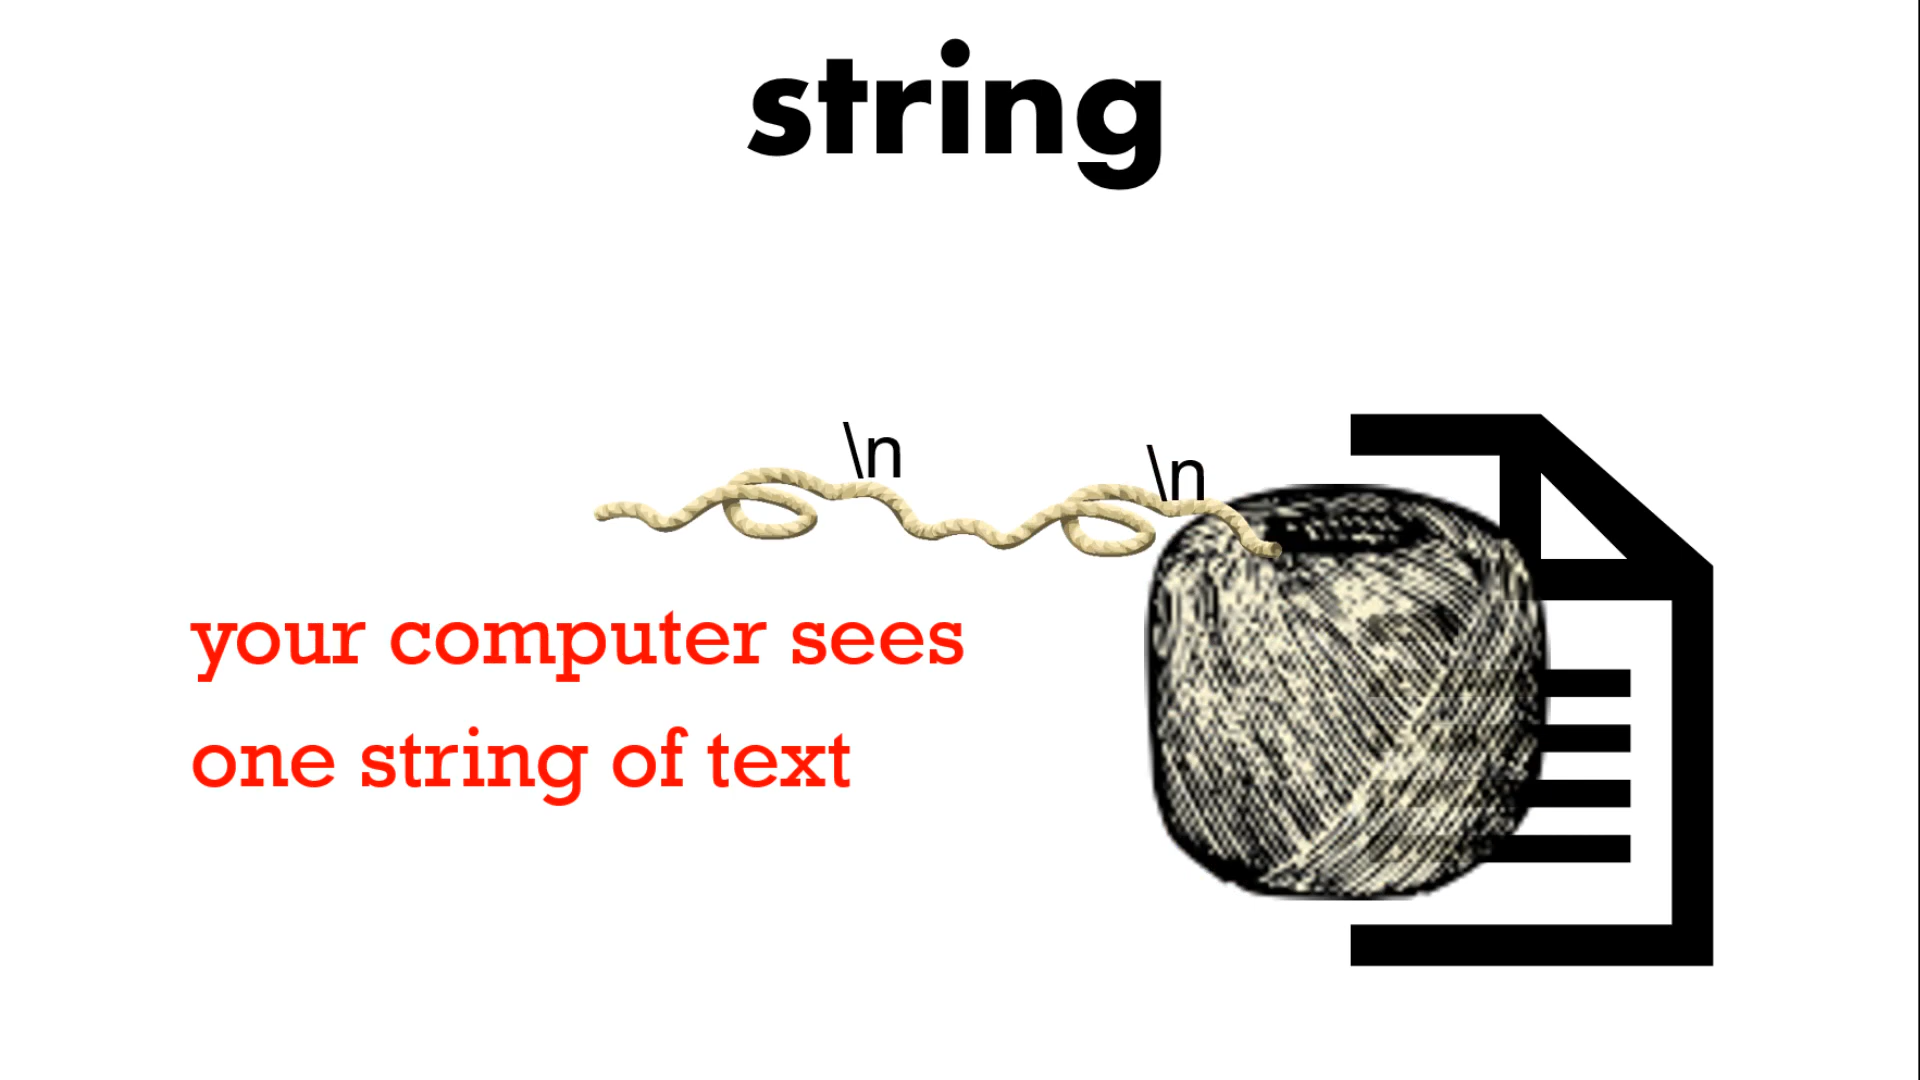 string
\n
\n
your computer sees
one string of text